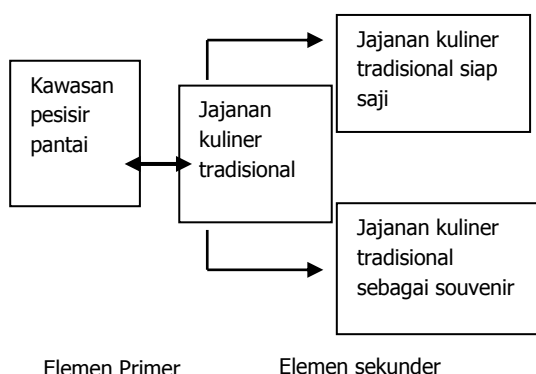 Kawasan
pesisir
pantai
Jajanan
kuliner
tradisional
Jajanan kuliner
tradisional siap
saji
Jajanan kuliner
tradisional
sebagai souvenir
Elemen Primer
Elemen sekunder